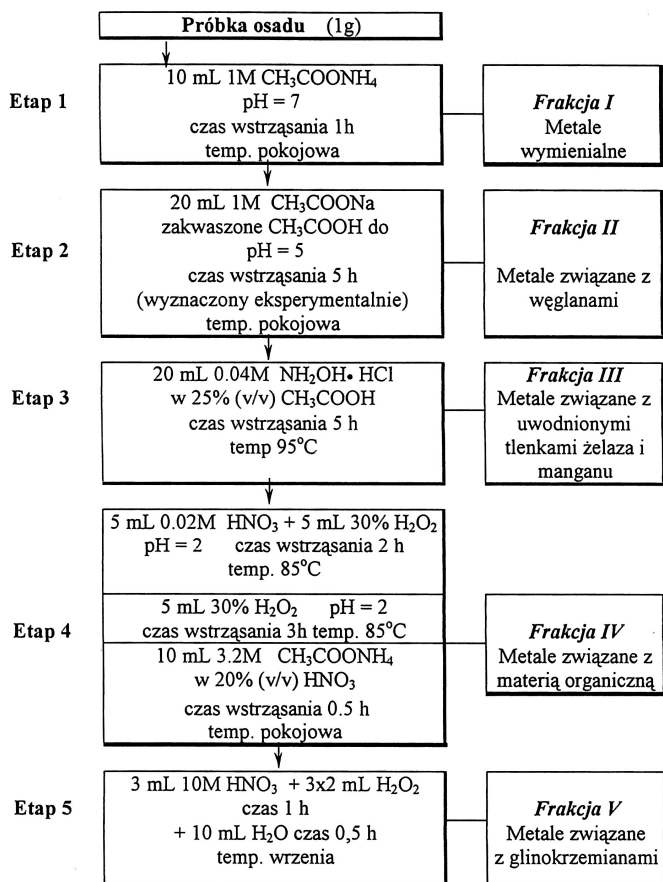 Próbka osadu (1g)
Etap 1
10 mL 1M CH₃COONH₄
pH = 7
czas wstrząsania 1h
temp. pokojowa
Frakcja I
Metale
wymienialne
Etap 2
20 mL 1M CH₃COONa
zakwaszone CH₃COOH do
pH = 5
czas wstrząsania 5 h
(wyznaczony eksperymentalnie)
temp. pokojowa
Frakcja II
Metale związane z
węglanami
Etap 3
20 mL 0.04M NH₂OH• HCl
w 25% (v/v) CH₃COOH
czas wstrząsania 5 h
temp 95°C
Frakcja III
Metale związane z
uwodnionymi
tlenkami żelaza i
manganu
Etap 4
5 mL 0.02M HNO₃ + 5 mL 30% H₂O₂
pH = 2 czas wstrząsania 2 h
temp. 85°C
5 mL 30% H₂O₂ pH = 2
czas wstrząsania 3h temp. 85°C
10 mL 3.2M CH₃COONH₄
w 20% (v/v) HNO₃
czas wstrząsania 0.5 h
temp. pokojowa
Frakcja IV
Metale związane z
materią organiczną
Etap 5
3 mL 10M HNO₃ + 3x2 mL H₂O₂
czas 1 h
+ 10 mL H₂O czas 0,5 h
temp. wrzenia
Frakcja V
Metale związane
z glinokrzemianami